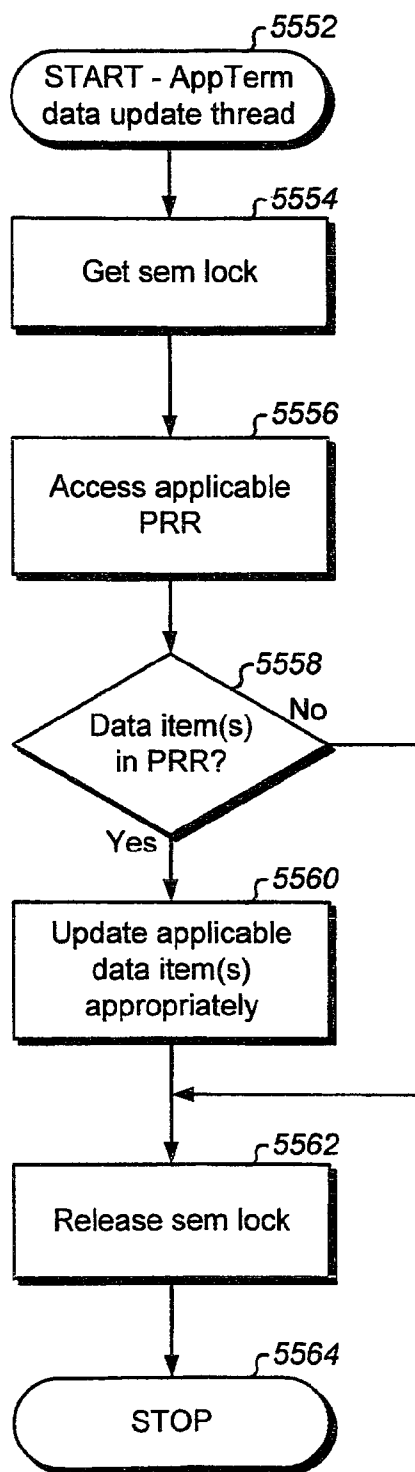 5552
START - AppTerm
data update thread
5554
Get sem lock
5556
Access applicable
PRR
5558
Data item(s)
in PRR?
No
Yes
5560
Update applicable
data item(s)
appropriately
5562
Release sem lock
5564
STOP